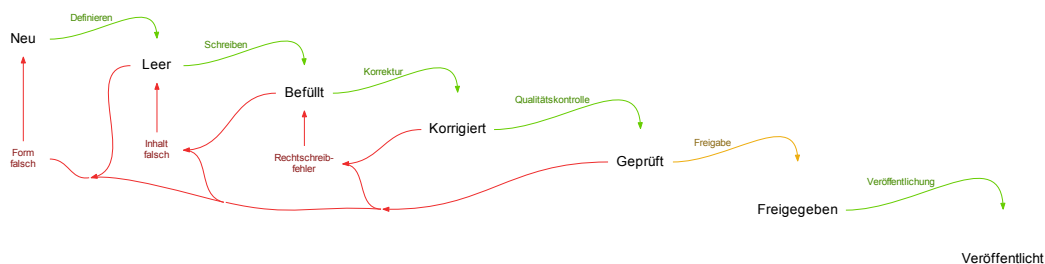 Definieren
Neu
Schreiben
Leer
Korrektur
Befüllt
Qualitätskontrolle
Korrigiert
Freigabe
Form
falsch
Inhalt
falsch
Rechtschreib-
fehler
Geprüft
Veröffentlichung
Freigegeben
Veröffentlicht